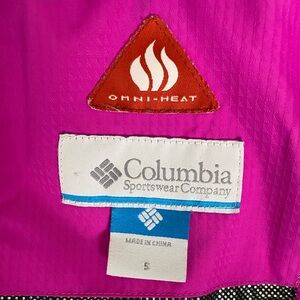 OMNI-HEAT
Columbia
Sportswear Company
MADE IN CHINA
S